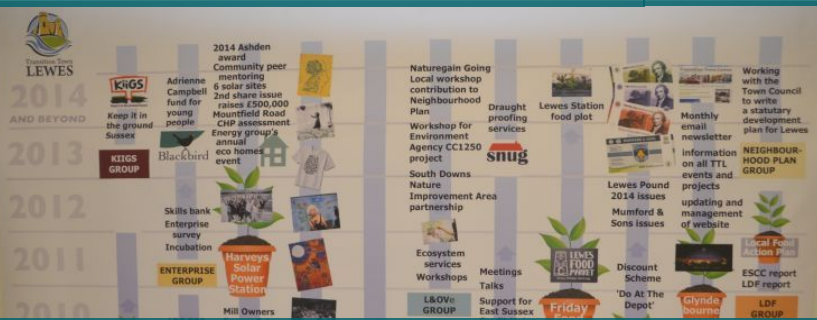 Transition Town
LEWES
2014
AND BEYOND
2013
2012
2011
2010
KiiGS
Keep it in
the ground
Sussex
KIIGS
GROUP
Adrienne
Campbell
fund for
young
people
Blackbird
Skills bank
Enterprise
survey
Incubation
ENTERPRISE
GROUP
2014 Ashden
award
Community peer
mentoring
6 solar sites
2nd share issue
raises £500,000
Mountfield Road
CHP assessment
Energy group's
annual
eco homes
event
Harveys
Solar
Power
Station
Mill Owners
Naturegain Going
Local workshop
contribution to
Neighbourhood
Plan
Workshop for
Environment
Agency CC1250
project
South Downs
Nature
Improvement Area
partnership
Ecosystem
services
Workshops
L&OVe
GROUP
Draught
proofing
services
snug
Meetings
Talks
Support for
East Sussex
Lewes Station
food plot
LEWES
FOOD
MARKET
Friday
Lewes Pound
2014 issues
Mumford &
Sons issues
Discount
Scheme
'Do At The
Depot'
Monthly
email
newsletter
information
on all TTL
events and
projects
updating and
management
of website
Glynde
bourne
Working
with the
Town Council
to write
a statutary
development
plan for Lewes
NEIGHBOUR-
HOOD PLAN
GROUP
Local Food
Action Plan
ESCC report
LDF report
LDF
GROUP